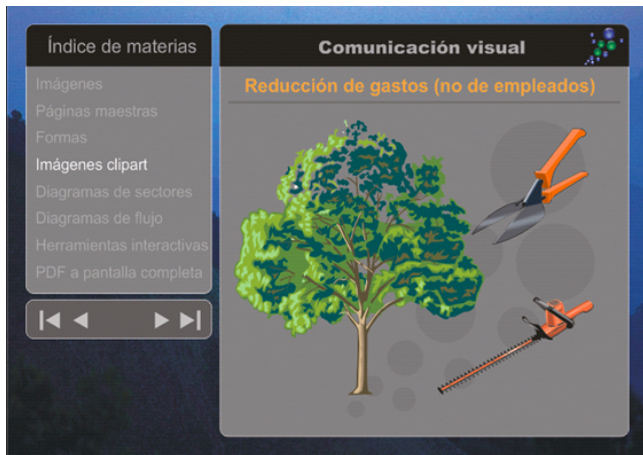 Índice de materias
Imágenes
Páginas maestras
Formas
Imágenes clipart
Diagramas de sectores
Diagramas de flujo
Herramientas interactivas
PDF a pantalla completa
Comunicación visual
Reducción de gastos (no de empleados)